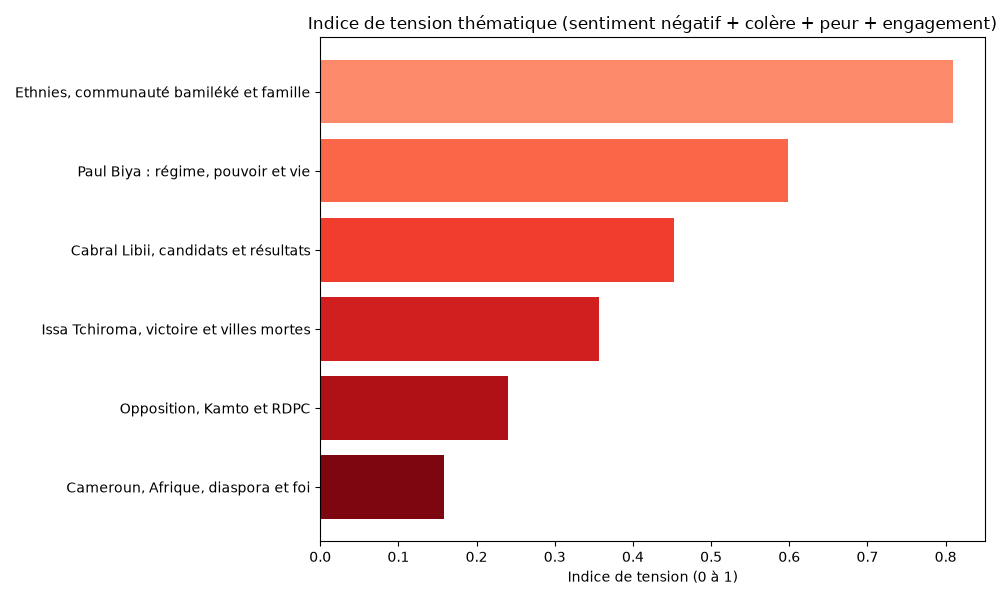 Indice de tension thématique (sentiment négatif + colère + peur + engagement)
Ethnies, communauté bamiléké et famille
Paul Biya : régime, pouvoir et vie
Cabral Libii, candidats et résultats
Issa Tchiroma, victoire et villes mortes
Opposition, Kamto et RDPC
Cameroun, Afrique, diaspora et foi
0.0 0.1 0.2 0.3 0.4 0.5 0.6 0.7 0.8
Indice de tension (0 à 1)